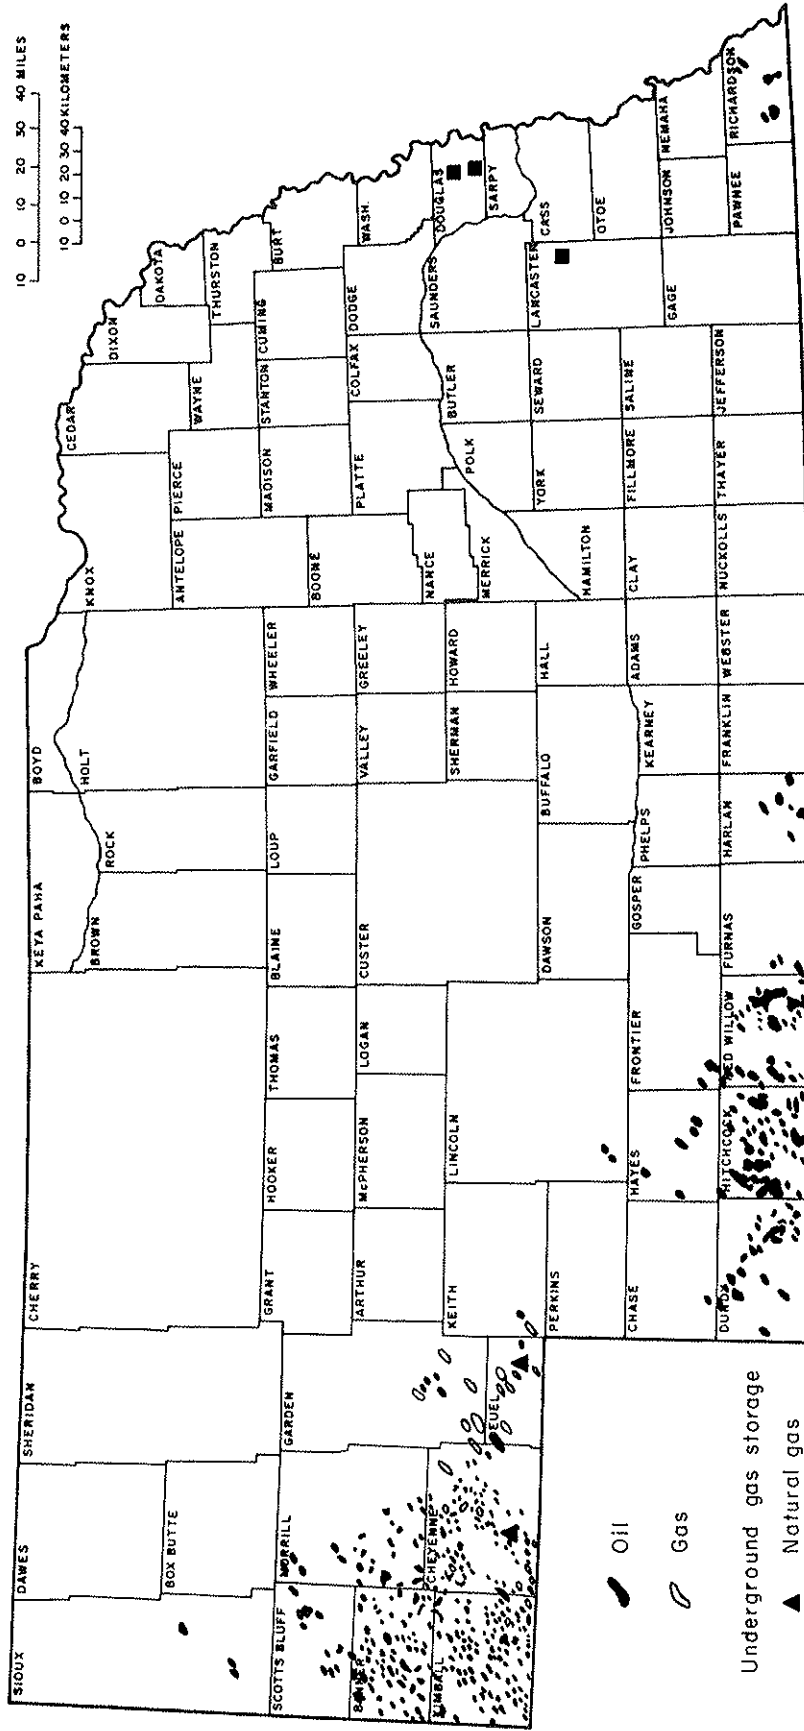 10 0 10 20 30 40 MILES
10 0 10 20 30 40 KILOMETERS
SIOUX
DAWES
SHERIDAN
CHERRY
KEYA PAHA
BOYD
BROWN
ROCK
HOLT
KNOX
CEDAR
DIXON
DAKOTA
BOX BUTTE
ANTELOPE
PIERCE
WAYNE
THURSTON
SCOTTS BLUFF
MORRILL
GARDEN
GRANT
HOOKER
THOMAS
BLAINE
LOUP
GARFIELD
WHEELER
BOONE
MADISON
STANTON
CUMING
BURT
BANNER
ARTHUR
McPHERSON
LOGAN
CUSTER
VALLEY
GREELEY
NANCE
PLATTE
COLFAX
DODGE
WASH.
KIMBALL
CHEYENNE
DEUEL
KEITH
LINCOLN
SHERMAN
HOWARD
MERRICK
POLK
BUTLER
SAUNDERS
DOUGLAS
SARPY
PERKINS
DAWSON
BUFFALO
HALL
HAMILTON
YORK
SEWARD
LANCASTER
CASS
OTOE
CHASE
HAYES
FRONTIER
GOSPER
PHELPS
KEARNEY
ADAMS
CLAY
FILLMORE
SALINE
GAGE
JOHNSON
NEMAHA
DUNDY
HITCHCOCK
RED WILLOW
FURNAS
HARLAN
FRANKLIN
WEBSTER
NUCKOLLS
THAYER
JEFFERSON
PAWNEE
RICHARDSON
Oil
Gas
Underground gas storage
Natural gas